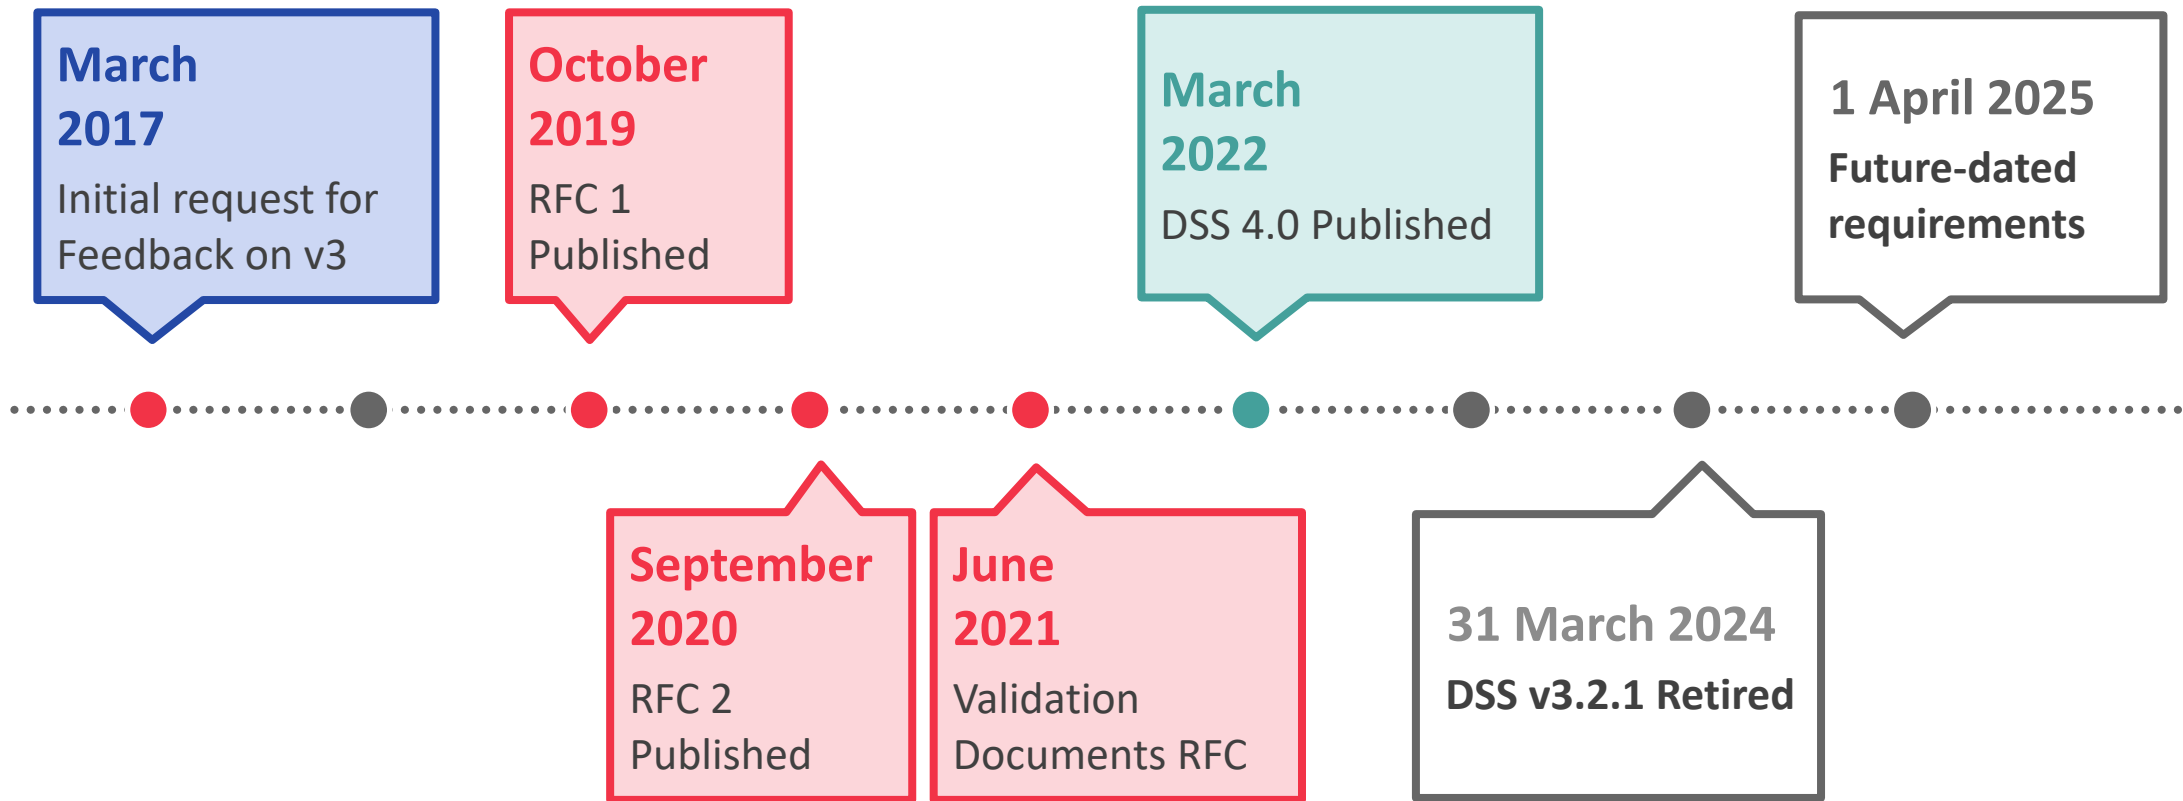 March
2017
Initial request for
Feedback on v3
October
2019
RFC 1
Published
March
2022
DSS 4.0 Published
1 April 2025
Future-dated
requirements
September
2020
RFC 2
Published
June
2021
Validation
Documents RFC
31 March 2024
DSS v3.2.1 Retired